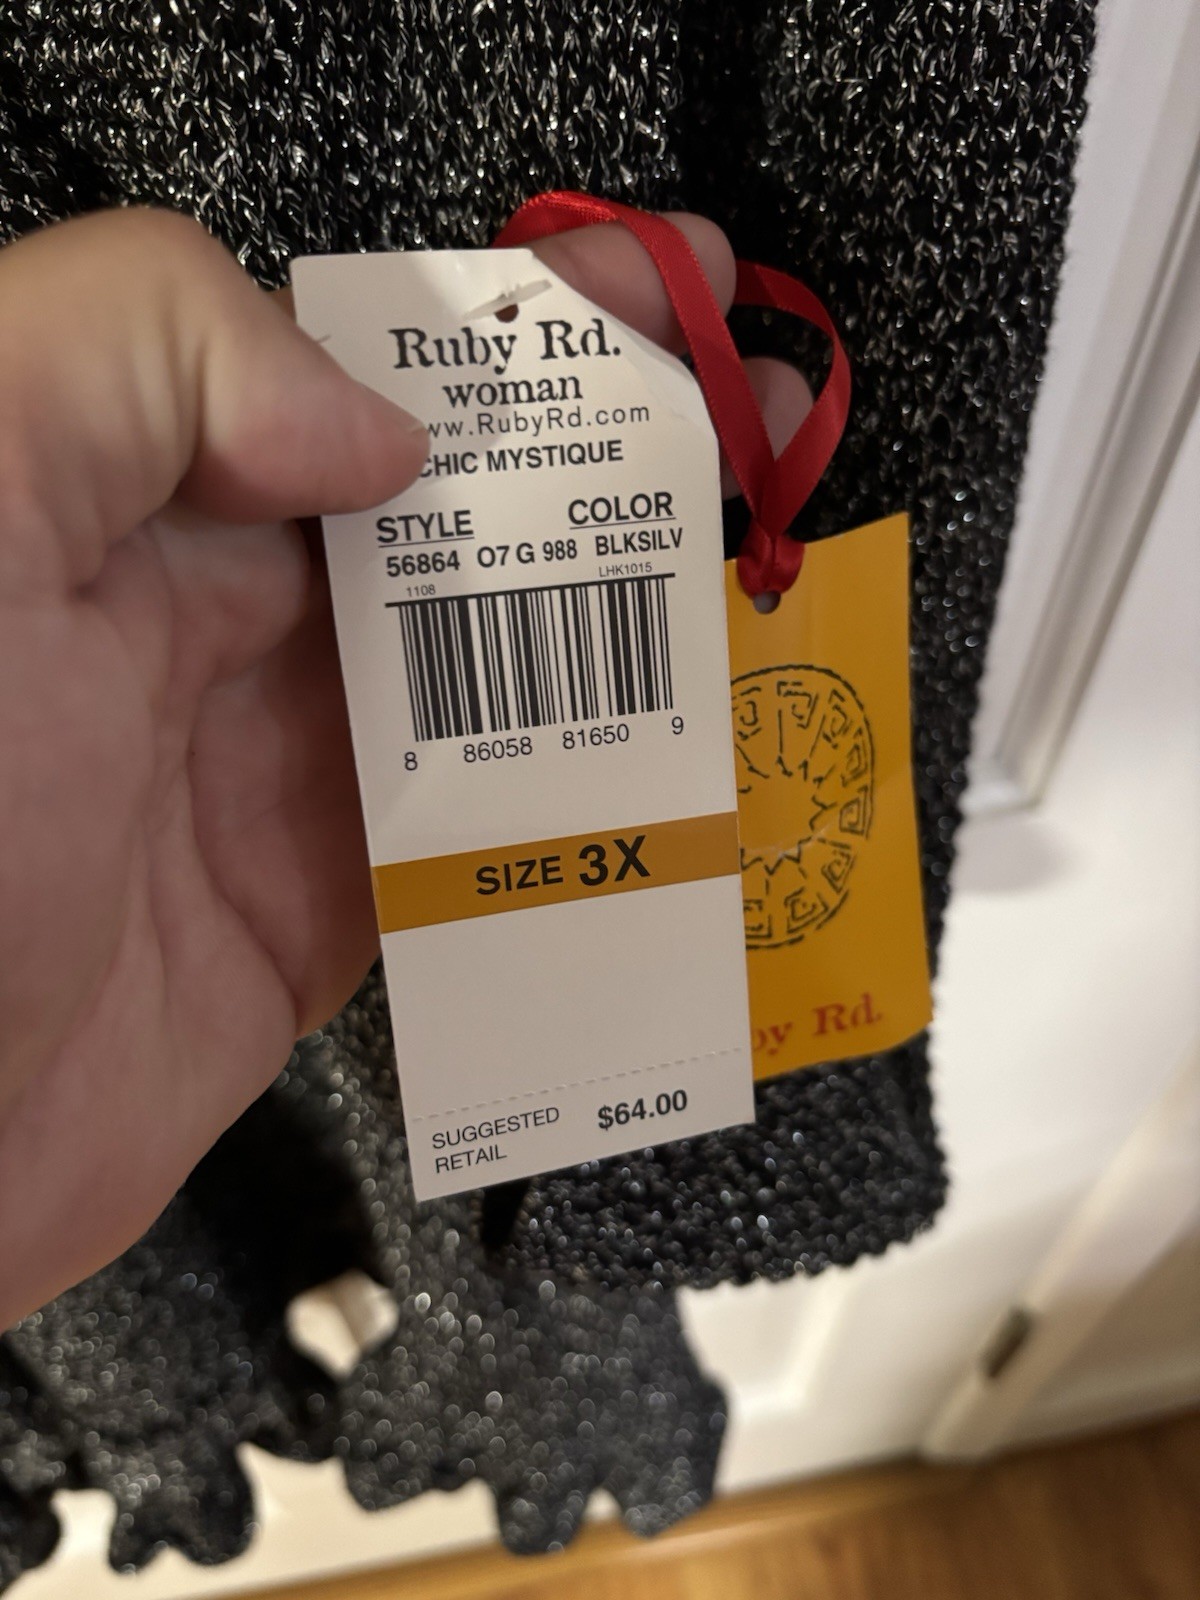 Ruby Rd.
woman
ww.RubyRd.com
CHIC MYSTIQUE
STYLE COLOR
56864 O7 G 988 BLKSILV
1108 LHK1015
8 86058 81650 9
SIZE 3X
SUGGESTED RETAIL $64.00
by Rd.